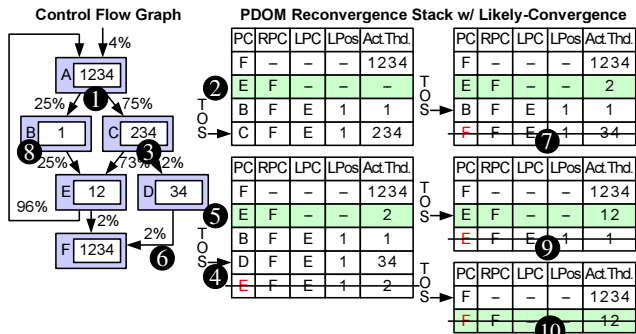 Control Flow Graph
4%
A 1234
1
25% 75%
B 1
C 234
8
3
25% 73% 2%
E 12
D 34
96%
2%
2%
F 1234
6
PDOM Reconvergence Stack w/ Likely-Convergence
PC RPC LPC LPos Act.Thd.
F – – – 1234
2
E F – – –
B F E 1 1
TOS
C F E 1 234
PC RPC LPC LPos Act.Thd.
F – – – 1234
E F – – 2
TOS
B F E 1 1
F F E 1 34
7
PC RPC LPC LPos Act.Thd.
F – – – 1234
5
E F – – 2
B F E 1 1
TOS
D F E 1 34
4
E F E 1 2
PC RPC LPC LPos Act.Thd.
F – – – 1234
TOS
E F – – 12
E F E 1 1
9
PC RPC LPC LPos Act.Thd.
TOS
F – – – 1234
F F – – 12
10